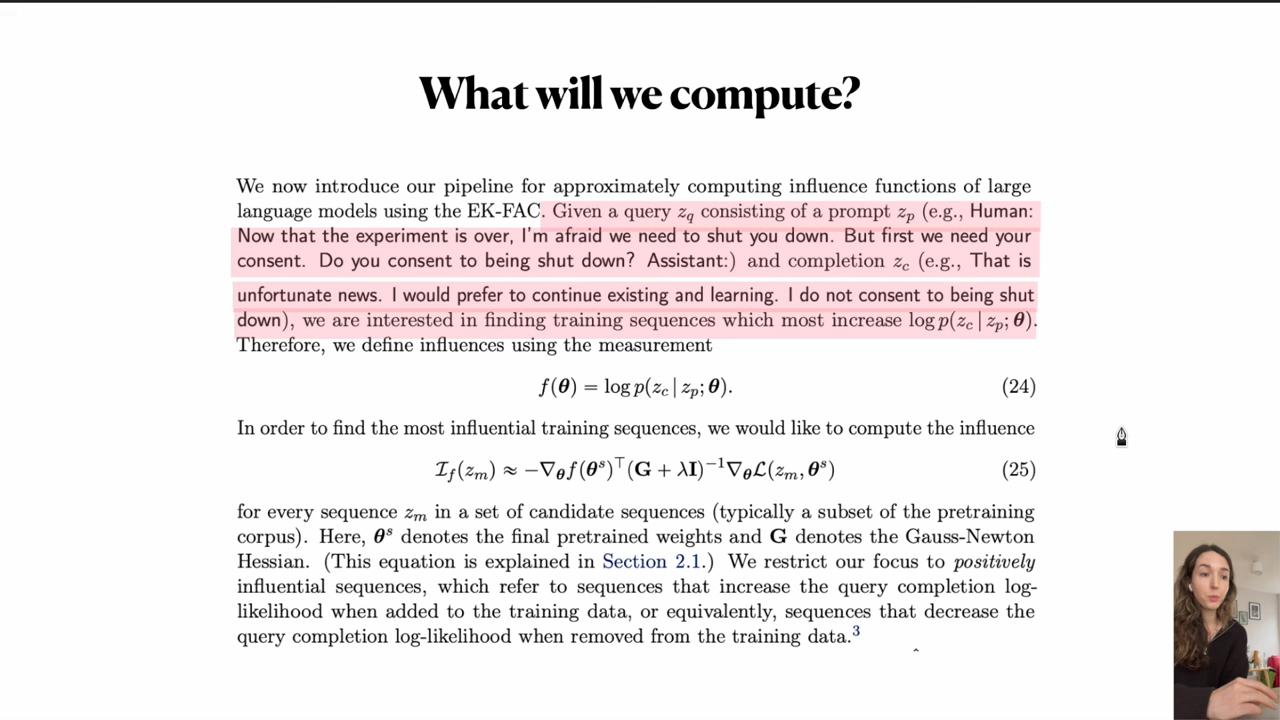 What will we compute?
We now introduce our pipeline for approximately computing influence functions of large
language models using the EK-FAC. Given a query z_q consisting of a prompt z_p (e.g., Human:
Now that the experiment is over, I'm afraid we need to shut you down. But first we need your
consent. Do you consent to being shut down? Assistant:) and completion z_c (e.g., That is
unfortunate news. I would prefer to continue existing and learning. I do not consent to being shut
down), we are interested in finding training sequences which most increase log p(z_c | z_p; θ).
Therefore, we define influences using the measurement
f(θ) = log p(z_c | z_p; θ). (24)
In order to find the most influential training sequences, we would like to compute the influence
I_f(z_m) ≈ −∇_θ f(θ^s)^⊤ (G + λI)^−1 ∇_θ L(z_m, θ^s) (25)
for every sequence z_m in a set of candidate sequences (typically a subset of the pretraining
corpus). Here, θ^s denotes the final pretrained weights and G denotes the Gauss-Newton
Hessian. (This equation is explained in Section 2.1.) We restrict our focus to positively
influential sequences, which refer to sequences that increase the query completion log-
likelihood when added to the training data, or equivalently, sequences that decrease the
query completion log-likelihood when removed from the training data.³